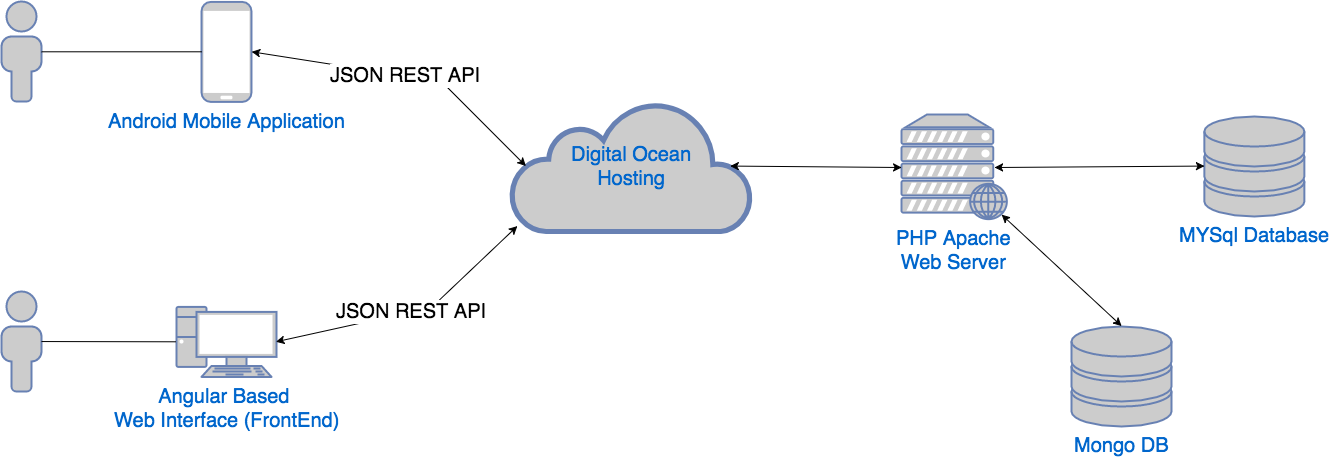 JSON REST API
Android Mobile Application
Digital Ocean
Hosting
PHP Apache
Web Server
MYSql Database
JSON REST API
Angular Based
Web Interface (FrontEnd)
Mongo DB